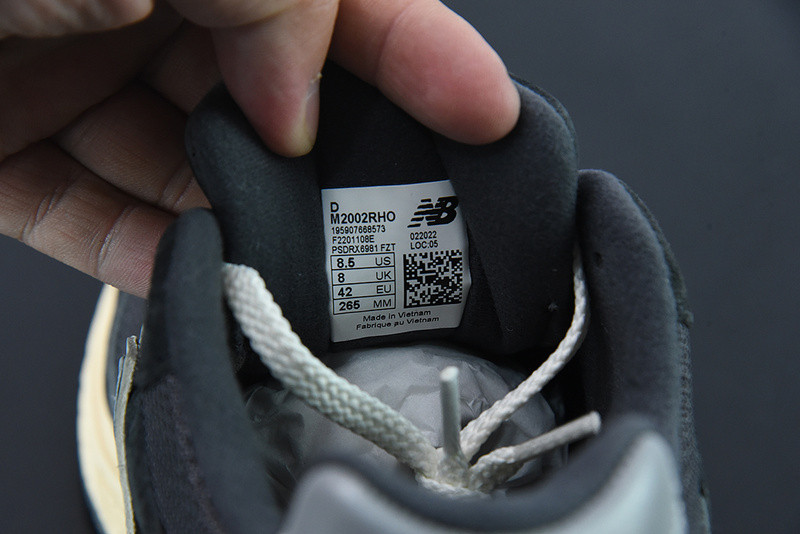 D
M2002RHO
195907668573
F2201108E
PSDRX6981 FZT
NB
022022
LOC:05
8.5 US
8 UK
42 EU
265 MM
Made in Vietnam
Fabrique au Vietnam